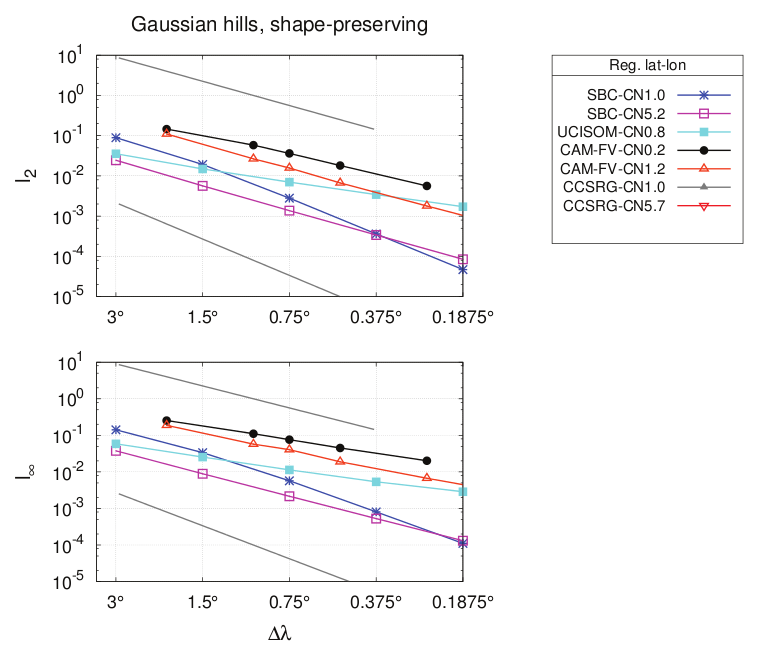 Gaussian hills, shape-preserving
10^1
10^0
10^-1
10^-2
10^-3
10^-4
10^-5
l_2
3° 1.5° 0.75° 0.375° 0.1875°
Reg. lat-lon
SBC-CN1.0
SBC-CN5.2
UCISOM-CN0.8
CAM-FV-CN0.2
CAM-FV-CN1.2
CCSRG-CN1.0
CCSRG-CN5.7
10^1
10^0
10^-1
10^-2
10^-3
10^-4
10^-5
l_∞
3° 1.5° 0.75° 0.375° 0.1875°
Δλ